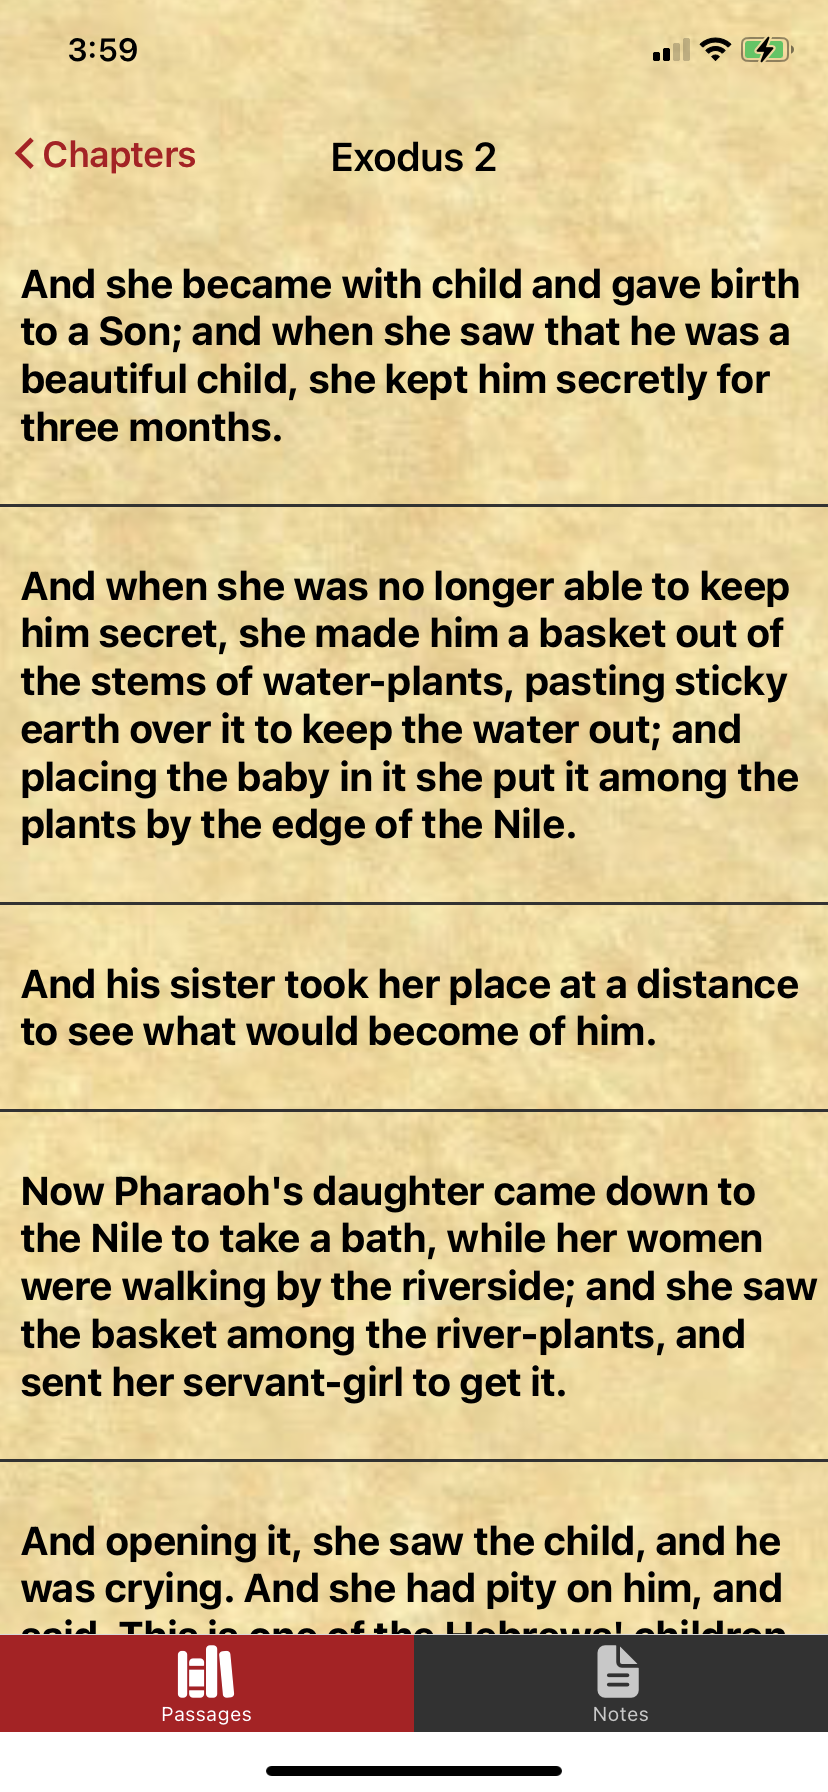 3:59
Chapters
Exodus 2
And she became with child and gave birth
to a Son; and when she saw that he was a
beautiful child, she kept him secretly for
three months.
And when she was no longer able to keep
him secret, she made him a basket out of
the stems of water-plants, pasting sticky
earth over it to keep the water out; and
placing the baby in it she put it among the
plants by the edge of the Nile.
And his sister took her place at a distance
to see what would become of him.
Now Pharaoh's daughter came down to
the Nile to take a bath, while her women
were walking by the riverside; and she saw
the basket among the river-plants, and
sent her servant-girl to get it.
And opening it, she saw the child, and he
was crying. And she had pity on him, and
said, This is one of the Hebrews' children
Passages
Notes